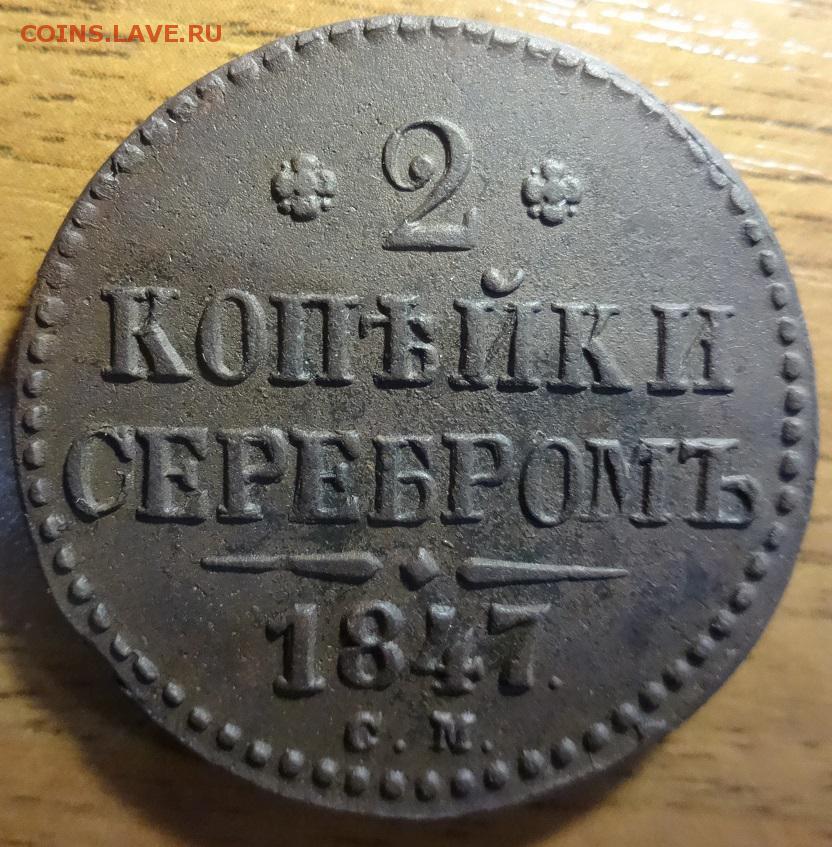 COINS.LAVE.RU
2
КОПѢЙКИ
СЕРЕБРОМЪ
1847.
С. М.